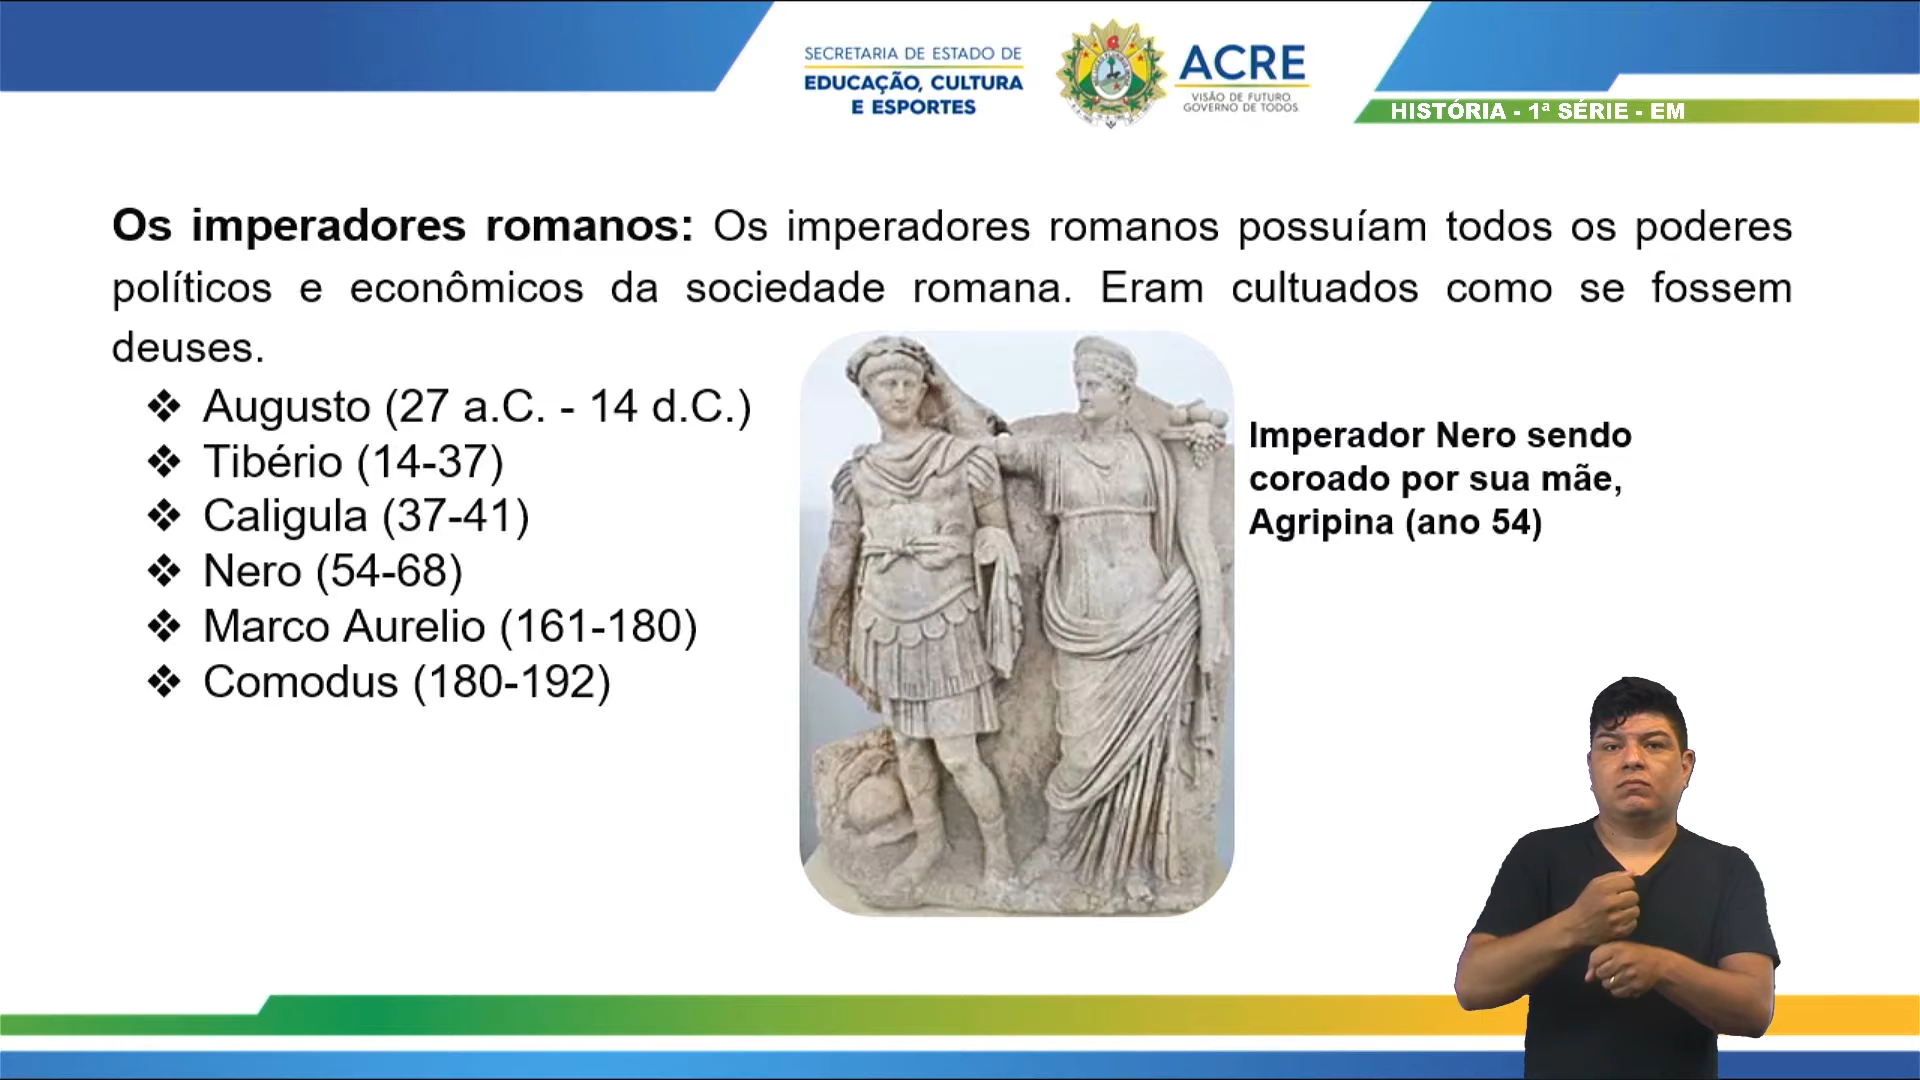 SECRETARIA DE ESTADO DE
EDUCAÇÃO, CULTURA
E ESPORTES
ACRE
VISÃO DE FUTURO
GOVERNO DE TODOS
HISTÓRIA - 1ª SÉRIE - EM
Os imperadores romanos: Os imperadores romanos possuíam todos os poderes
políticos e econômicos da sociedade romana. Eram cultuados como se fossem
deuses.
❖ Augusto (27 a.C. - 14 d.C.)
❖ Tibério (14-37)
❖ Caligula (37-41)
❖ Nero (54-68)
❖ Marco Aurelio (161-180)
❖ Comodus (180-192)
Imperador Nero sendo
coroado por sua mãe,
Agripina (ano 54)